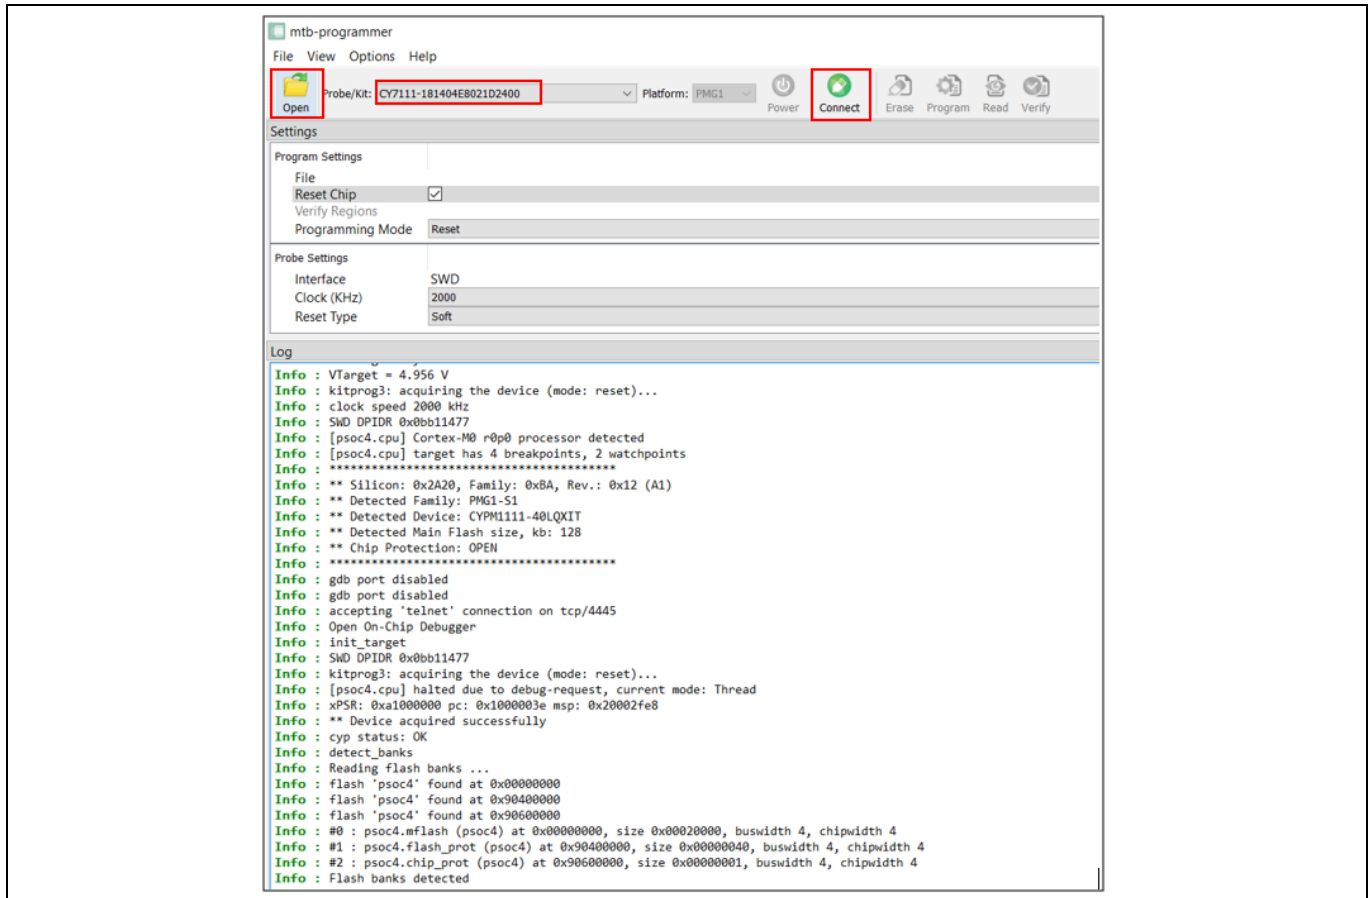 mtb-programmer
File View Options Help
Open Probe/Kit: CY7111-181404E8021D2400 Platform: PMG1 Power Connect Erase Program Read Verify
Settings
Program Settings
File
Reset Chip
Verify Regions
Programming Mode Reset
Probe Settings
Interface SWD
Clock (KHz) 2000
Reset Type Soft
Log
Info : VTarget = 4.956 V
Info : kitprog3: acquiring the device (mode: reset)...
Info : clock speed 2000 kHz
Info : SWD DPIDR 0x0bb11477
Info : [psoc4.cpu] Cortex-M0 r0p0 processor detected
Info : [psoc4.cpu] target has 4 breakpoints, 2 watchpoints
Info : *****************************************
Info : ** Silicon: 0x2A20, Family: 0xBA, Rev.: 0x12 (A1)
Info : ** Detected Family: PMG1-S1
Info : ** Detected Device: CYPM1111-40LQXIT
Info : ** Detected Main Flash size, kb: 128
Info : ** Chip Protection: OPEN
Info : *****************************************
Info : gdb port disabled
Info : gdb port disabled
Info : accepting 'telnet' connection on tcp/4445
Info : Open On-Chip Debugger
Info : init_target
Info : SWD DPIDR 0x0bb11477
Info : kitprog3: acquiring the device (mode: reset)...
Info : [psoc4.cpu] halted due to debug-request, current mode: Thread
Info : xPSR: 0xa1000000 pc: 0x1000003e msp: 0x20002fe8
Info : ** Device acquired successfully
Info : cyp status: OK
Info : detect_banks
Info : Reading flash banks ...
Info : flash 'psoc4' found at 0x00000000
Info : flash 'psoc4' found at 0x90400000
Info : flash 'psoc4' found at 0x90600000
Info : #0 : psoc4.mflash (psoc4) at 0x00000000, size 0x00020000, buswidth 4, chipwidth 4
Info : #1 : psoc4.flash_prot (psoc4) at 0x90400000, size 0x00000040, buswidth 4, chipwidth 4
Info : #2 : psoc4.chip_prot (psoc4) at 0x90600000, size 0x00000001, buswidth 4, chipwidth 4
Info : Flash banks detected